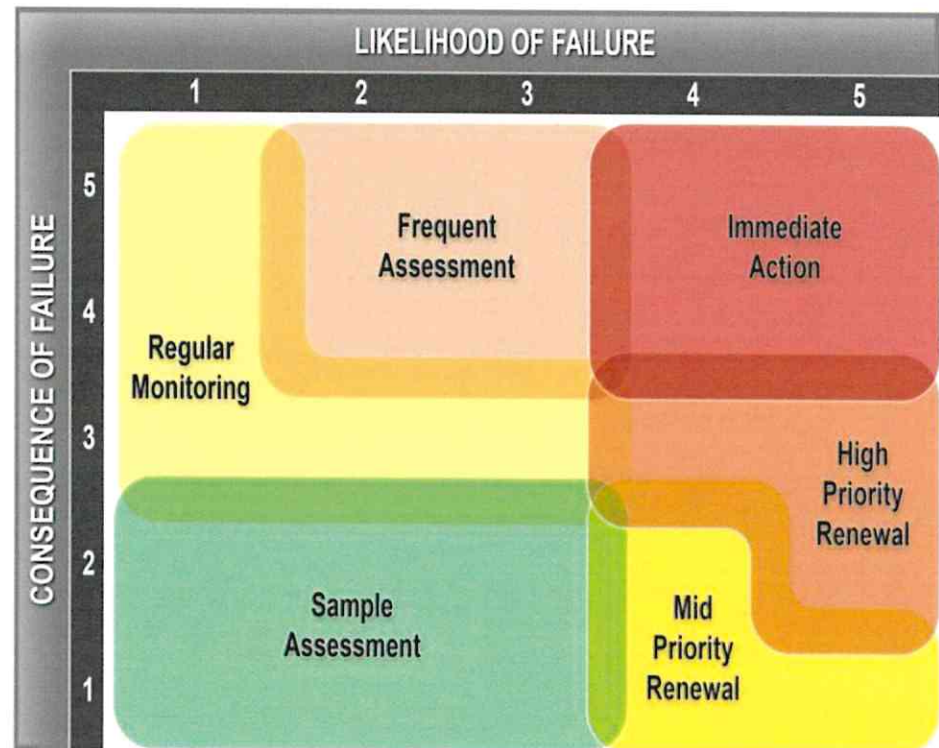 LIKELIHOOD OF FAILURE
1 2 3 4 5
CONSEQUENCE OF FAILURE
5
4
3
2
1
Frequent
Assessment
Immediate
Action
Regular
Monitoring
High
Priority
Renewal
Sample
Assessment
Mid
Priority
Renewal